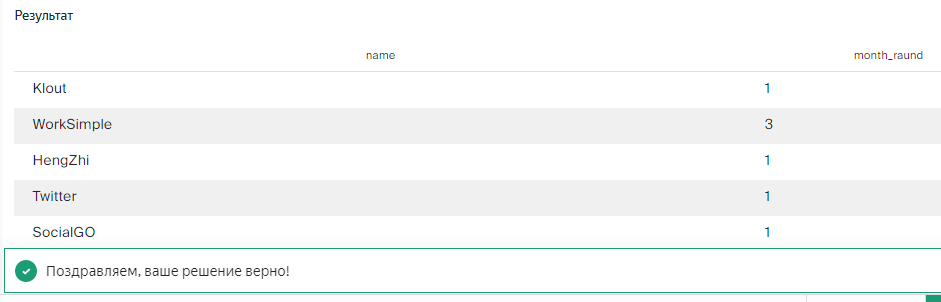 Результат
name month_raund
Klout 1
WorkSimple 3
HengZhi 1
Twitter 1
SocialGO 1
Поздравляем, ваше решение верно!